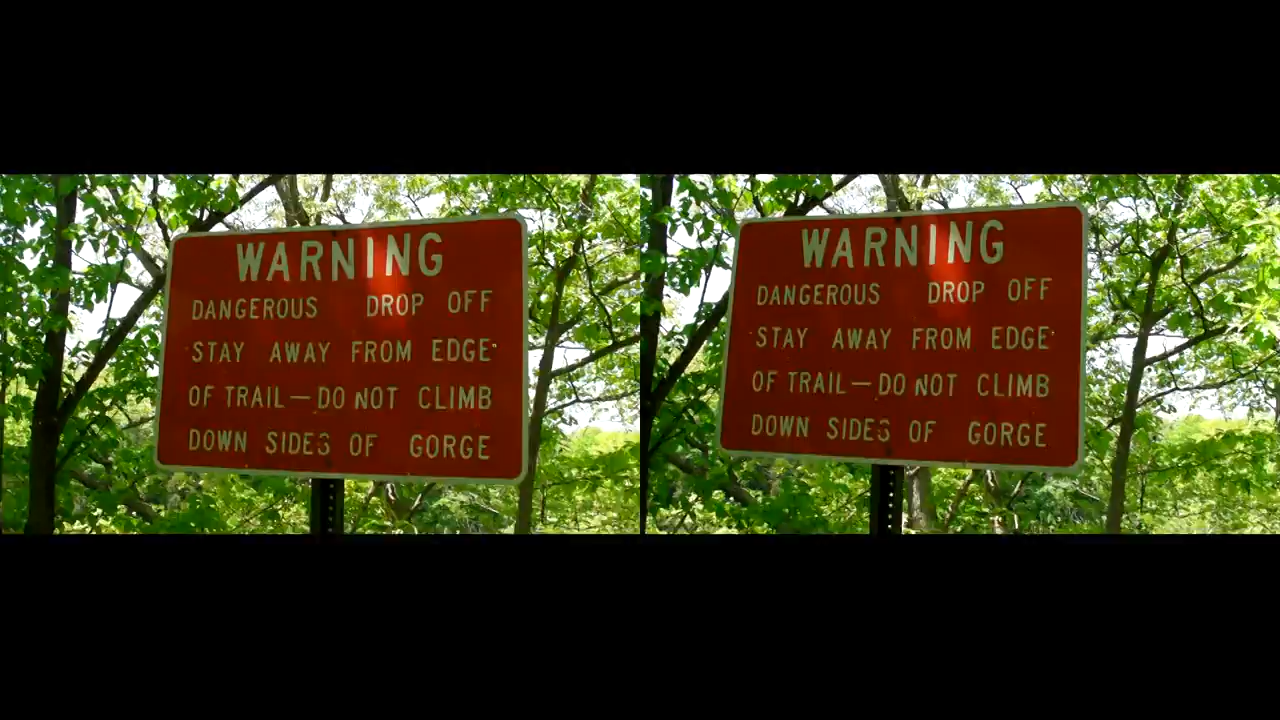 WARNING
DANGEROUS DROP OFF
STAY AWAY FROM EDGE
OF TRAIL — DO NOT CLIMB
DOWN SIDES OF GORGE
WARNING
DANGEROUS DROP OFF
STAY AWAY FROM EDGE
OF TRAIL — DO NOT CLIMB
DOWN SIDES OF GORGE